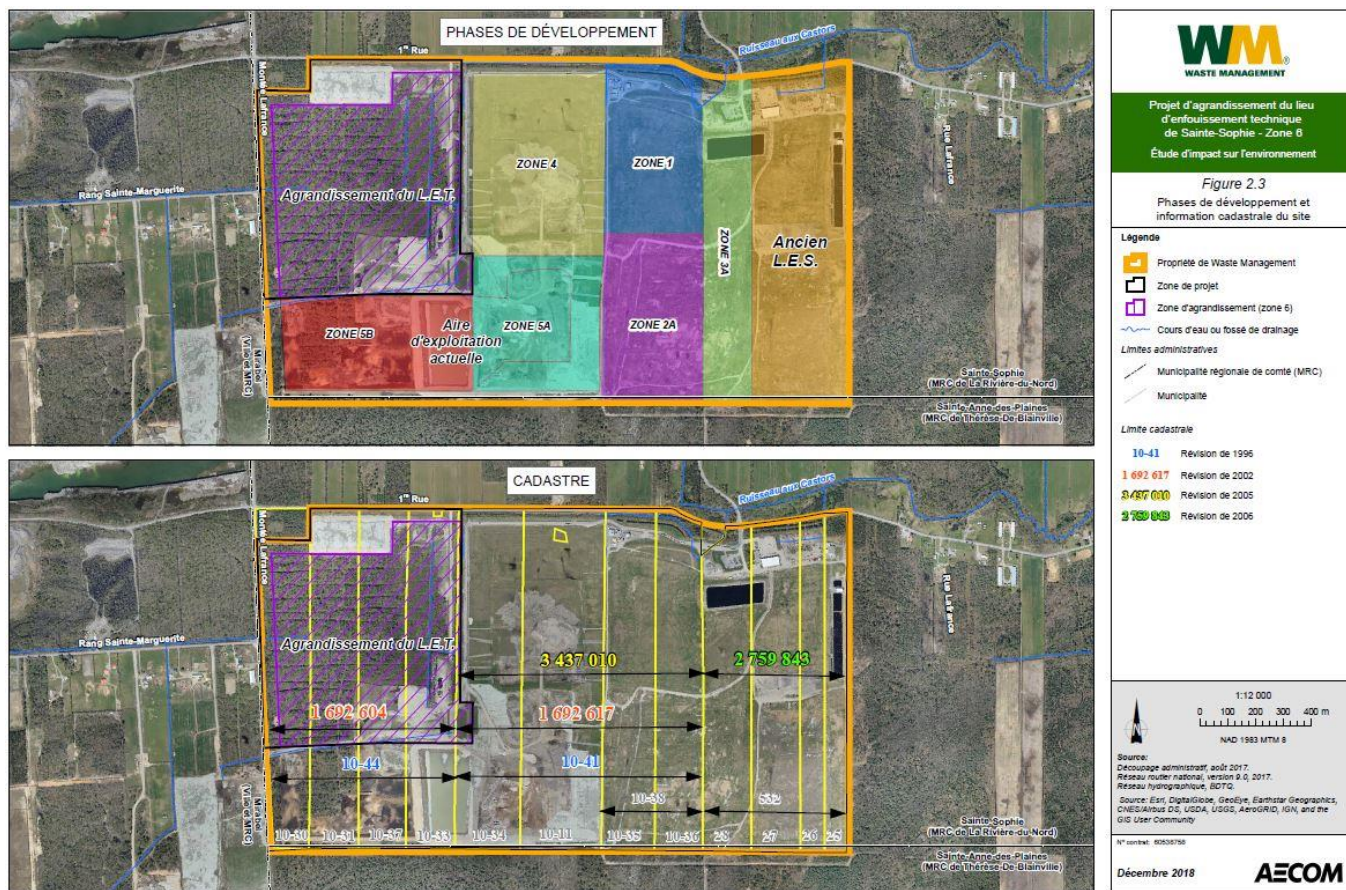 PHASES DE DÉVELOPPEMENT
1re Rue
Ruisseau aux Castors
Montée Lafrance
Rang Sainte-Marguerite
Rue Lafrance
ZONE 4
ZONE 1
Agrandissement du L.E.T.
ZONE 3A
Ancien
L.E.S.
ZONE 5B
Aire
d'exploitation
actuelle
ZONE 5A
ZONE 2A
Mirabel
(Ville et MRC)
Sainte-Sophie
(MRC de La Rivière-du-Nord)
Sainte-Anne-des-Plaines
(MRC de Thérèse-De Blainville)
CADASTRE
1re Rue
Ruisseau aux Castors
Montée Lafrance
Rang Sainte-Marguerite
Rue Lafrance
Agrandissement du L.E.T.
3 437 010
2 759 843
1 692 604
1 692 617
10-44
10-41
10-38
532
10-30
10-31
10-37
10-33
10-34
10-11
10-35
10-36
28
27
26
25
Mirabel
(Ville et MRC)
Sainte-Sophie
(MRC de La Rivière-du-Nord)
Sainte-Anne-des-Plaines
(MRC de Thérèse-De Blainville)
WM
WASTE MANAGEMENT
Projet d'agrandissement du lieu
d'enfouissement technique
de Sainte-Sophie - Zone 6
Étude d'impact sur l'environnement
Figure 2.3
Phases de développement et
information cadastrale du site
Légende
Propriété de Waste Management
Zone de projet
Zone d'agrandissement (zone 6)
Cours d'eau ou fossé de drainage
Limites administratives
Municipalité régionale de comté (MRC)
Municipalité
Limite cadastrale
10-41 Révision de 1996
1 692 617 Révision de 2002
3 437 010 Révision de 2005
2 759 843 Révision de 2006
N
1:12 000
0 100 200 300 400 m
NAD 1983 MTM 8
Source:
Découpage administratif, août 2017.
Réseau routier national, version 9.0, 2017.
Réseau hydrographique, BDTQ.
Source: Esri, DigitalGlobe, GeoEye, Earthstar Geographics,
CNES/Airbus DS, USDA, USGS, AeroGRID, IGN, and the
GIS User Community
N° contrat: 60538758
Décembre 2018
AECOM